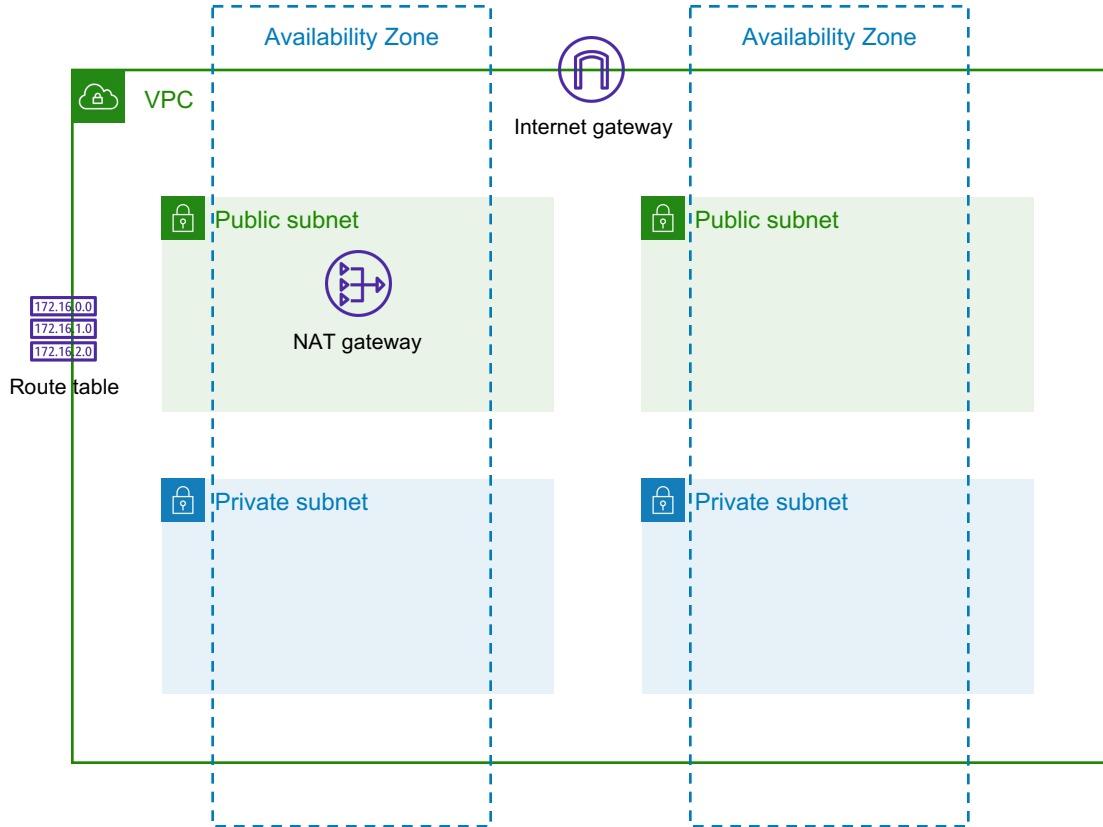 Availability Zone
Availability Zone
VPC
Internet gateway
Public subnet
Public subnet
NAT gateway
172.16.0.0
172.16.1.0
172.16.2.0
Route table
Private subnet
Private subnet